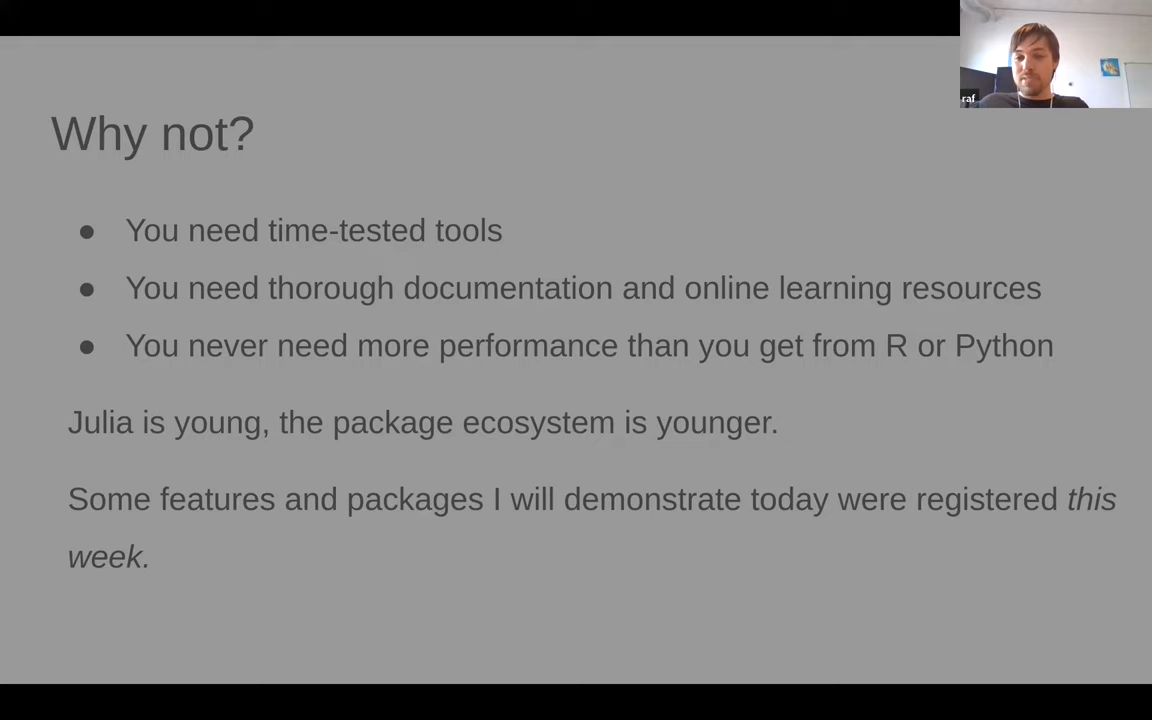 raf
Why not?
● You need time-tested tools
● You need thorough documentation and online learning resources
● You never need more performance than you get from R or Python
Julia is young, the package ecosystem is younger.
Some features and packages I will demonstrate today were registered this
week.